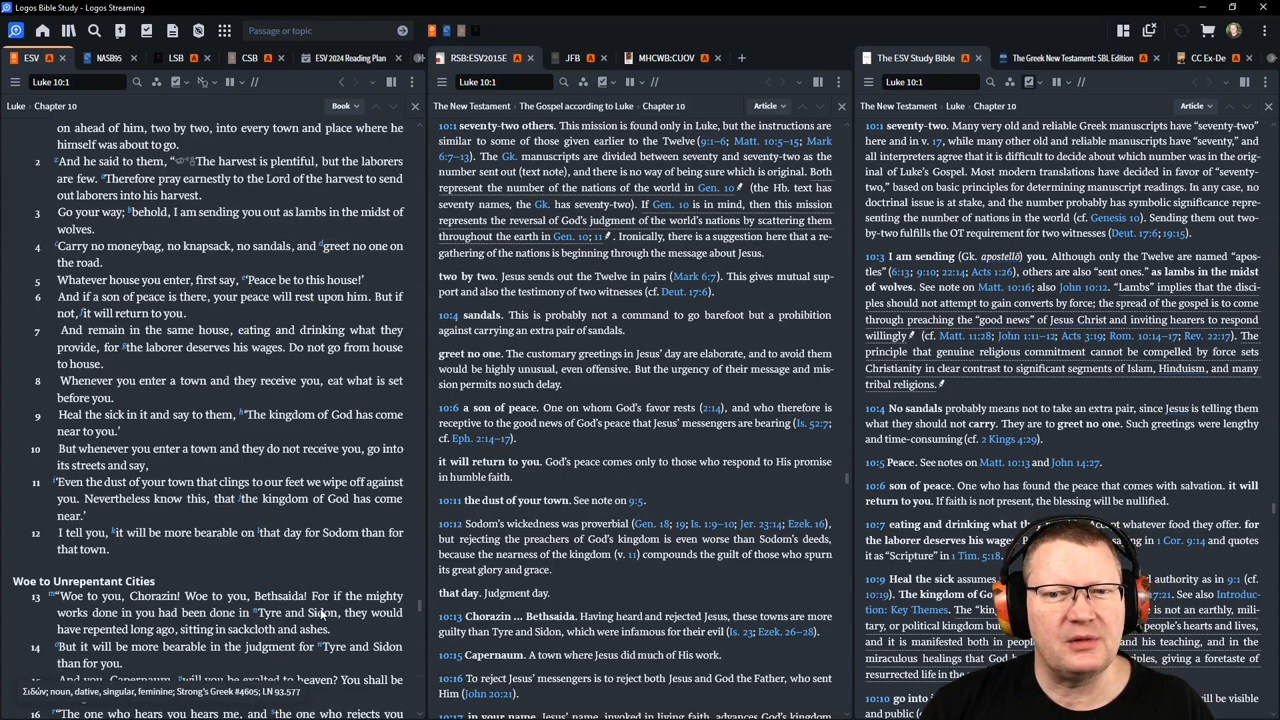 Logos Bible Study - Logos Streaming
Passage or topic
ESV A
NASB95 A
LSB A
CSB A
ESV 2024 Reading Plan A
Luke 10:1
Luke › Chapter 10
Book
on ahead of him, two by two, into every town and place where he
himself was about to go.
2 And he said to them, “The harvest is plentiful, but the laborers
are few. Therefore pray earnestly to the Lord of the harvest to send
out laborers into his harvest.
3 Go your way; behold, I am sending you out as lambs in the midst of
wolves.
4 Carry no moneybag, no knapsack, no sandals, and greet no one on
the road.
5 Whatever house you enter, first say, ‘Peace be to this house!’
6 And if a son of peace is there, your peace will rest upon him. But if
not, it will return to you.
7 And remain in the same house, eating and drinking what they
provide, for the laborer deserves his wages. Do not go from house
to house.
8 Whenever you enter a town and they receive you, eat what is set
before you.
9 Heal the sick in it and say to them, ‘The kingdom of God has come
near to you.’
10 But whenever you enter a town and they do not receive you, go into
its streets and say,
11 ‘Even the dust of your town that clings to our feet we wipe off against
you. Nevertheless know this, that the kingdom of God has come
near.’
12 I tell you, it will be more bearable on that day for Sodom than for
that town.
Woe to Unrepentant Cities
13 “Woe to you, Chorazin! Woe to you, Bethsaida! For if the mighty
works done in you had been done in Tyre and Sidon, they would
have repented long ago, sitting in sackcloth and ashes.
14 But it will be more bearable in the judgment for Tyre and Sidon
than for you.
And you, Capernaum, will you be exalted to heaven? You shall be
Σιδών; noun, dative, singular, feminine; Strong's Greek #4605; LN 93.577
16 “The one who hears you hears me, and the one who rejects you
RSB:ESV2015E A
JFB A
MHCWB:CUOV A
Luke 10:1
The New Testament › The Gospel according to Luke › Chapter 10
Article
10:1 seventy-two others. This mission is found only in Luke, but the instructions are
similar to some of those given earlier to the Twelve (9:1–6; Matt. 10:5–15; Mark
6:7–13). The Gk. manuscripts are divided between seventy and seventy-two as the
number sent out (text note), and there is no way of being sure which is original. Both
represent the number of the nations of the world in Gen. 10 (the Hb. text has
seventy names, the Gk. has seventy-two). If Gen. 10 is in mind, then this mission
represents the reversal of God’s judgment of the world’s nations by scattering them
throughout the earth in Gen. 10; 11. Ironically, there is a suggestion here that a re-
gathering of the nations is beginning through the message about Jesus.
two by two. Jesus sends out the Twelve in pairs (Mark 6:7). This gives mutual sup-
port and also the testimony of two witnesses (cf. Deut. 17:6).
10:4 sandals. This is probably not a command to go barefoot but a prohibition
against carrying an extra pair of sandals.
greet no one. The customary greetings in Jesus’ day are elaborate, and to avoid them
would be highly unusual, even offensive. But the urgency of their message and mis-
sion permits no such delay.
10:6 a son of peace. One on whom God’s favor rests (2:14), and who therefore is
receptive to the good news of God’s peace that Jesus’ messengers are bearing (Is. 52:7;
cf. Eph. 2:14–17).
it will return to you. God’s peace comes only to those who respond to His promise
in humble faith.
10:11 the dust of your town. See note on 9:5.
10:12 Sodom’s wickedness was proverbial (Gen. 18; 19; Is. 1:9–10; Jer. 23:14; Ezek. 16),
but rejecting the preachers of God’s kingdom is even worse than Sodom’s deeds,
because the nearness of the kingdom (v. 11) compounds the guilt of those who spurn
its great glory and grace.
that day. Judgment day.
10:13 Chorazin ... Bethsaida. Having heard and rejected Jesus, these towns are more
guilty than Tyre and Sidon, which were infamous for their evil (Is. 23; Ezek. 26–28).
10:15 Capernaum. A town where Jesus did much of His work.
10:16 To reject Jesus’ messengers is to reject both Jesus and God the Father, who sent
Him (John 20:21).
10:17 in your name. Jesus’ name, invoked in living faith, advances God’s kingdom
The ESV Study Bible A
The Greek New Testament: SBL Edition A
CC Ex-De
Luke 10:1
The New Testament › Luke › Chapter 10
Article
10:1 seventy-two. Many very old and reliable Greek manuscripts have “seventy-two”
here and in v. 17, while many other old and reliable manuscripts have “seventy,” and
all interpreters agree that it is difficult to decide about which number was in the orig-
inal of Luke’s Gospel. Most modern translations have decided in favor of “seventy-
two,” based on basic principles for determining manuscript readings. In any case, no
doctrinal issue is at stake, and the number probably has symbolic significance repre-
senting the number of nations in the world (cf. Genesis 10). Sending them out two-
by-two fulfills the OT requirement for two witnesses (Deut. 17:6; 19:15).
10:3 I am sending (Gk. apostellō) you. Although only the Twelve are named “apos-
tles” (6:13; 9:10; 22:14; Acts 1:26), others are also “sent ones.” as lambs in the midst
of wolves. See note on Matt. 10:16; also John 10:12. “Lambs” implies that the disci-
ples should not attempt to gain converts by force; the spread of the gospel is to come
through preaching the “good news” of Jesus Christ and inviting hearers to respond
willingly (cf. Matt. 11:28; John 1:11–12; Acts 3:19; Rom. 10:14–17; Rev. 22:17). The
principle that genuine religious commitment cannot be compelled by force sets
Christianity in clear contrast to significant segments of Islam, Hinduism, and many
tribal religions.
10:4 No sandals probably means not to take an extra pair, since Jesus is telling them
what they should not carry. They are to greet no one. Such greetings were lengthy
and time-consuming (cf. 2 Kings 4:29).
10:5 Peace. See notes on Matt. 10:13 and John 14:27.
10:6 son of peace. One who has found the peace that comes with salvation. it will
return to you. If faith is not present, the blessing will be nullified.
10:7 eating and drinking what the Accept whatever food they offer. for
the laborer deserves his wages. saying in 1 Cor. 9:14 and quotes
it as “Scripture” in 1 Tim. 5:18.
10:9 Heal the sick assumes authority as in 9:1 (cf.
10:19). The kingdom of 17:21. See also Introduc-
tion: Key Themes. The “king is not an earthly, mili-
tary, or political kingdom people’s hearts and lives,
and it is manifested both and his teaching, and in the
miraculous healings that God ples, giving a foretaste of
resurrected life in the
10:10 go into will be visible
and public